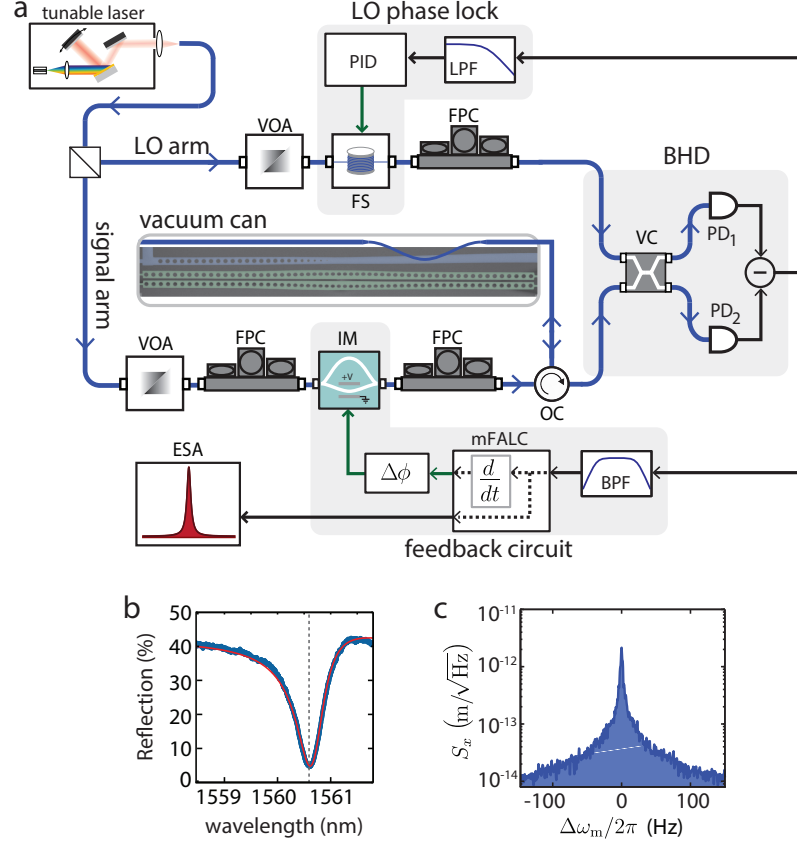 a
tunable laser
LO phase lock
PID
LPF
VOA
FPC
LO arm
FS
BHD
VC
PD1
PD2
vacuum can
signal arm
VOA
FPC
IM
+V
FPC
OC
ESA
mFALC
Δϕ
d
dt
BPF
feedback circuit
b
50
40
30
20
10
0
Reflection (%)
1559
1560
1561
wavelength (nm)
c
10⁻¹¹
10⁻¹²
10⁻¹³
10⁻¹⁴
Sₓ (m/√Hz)
-100
0
100
Δωₘ/2π (Hz)